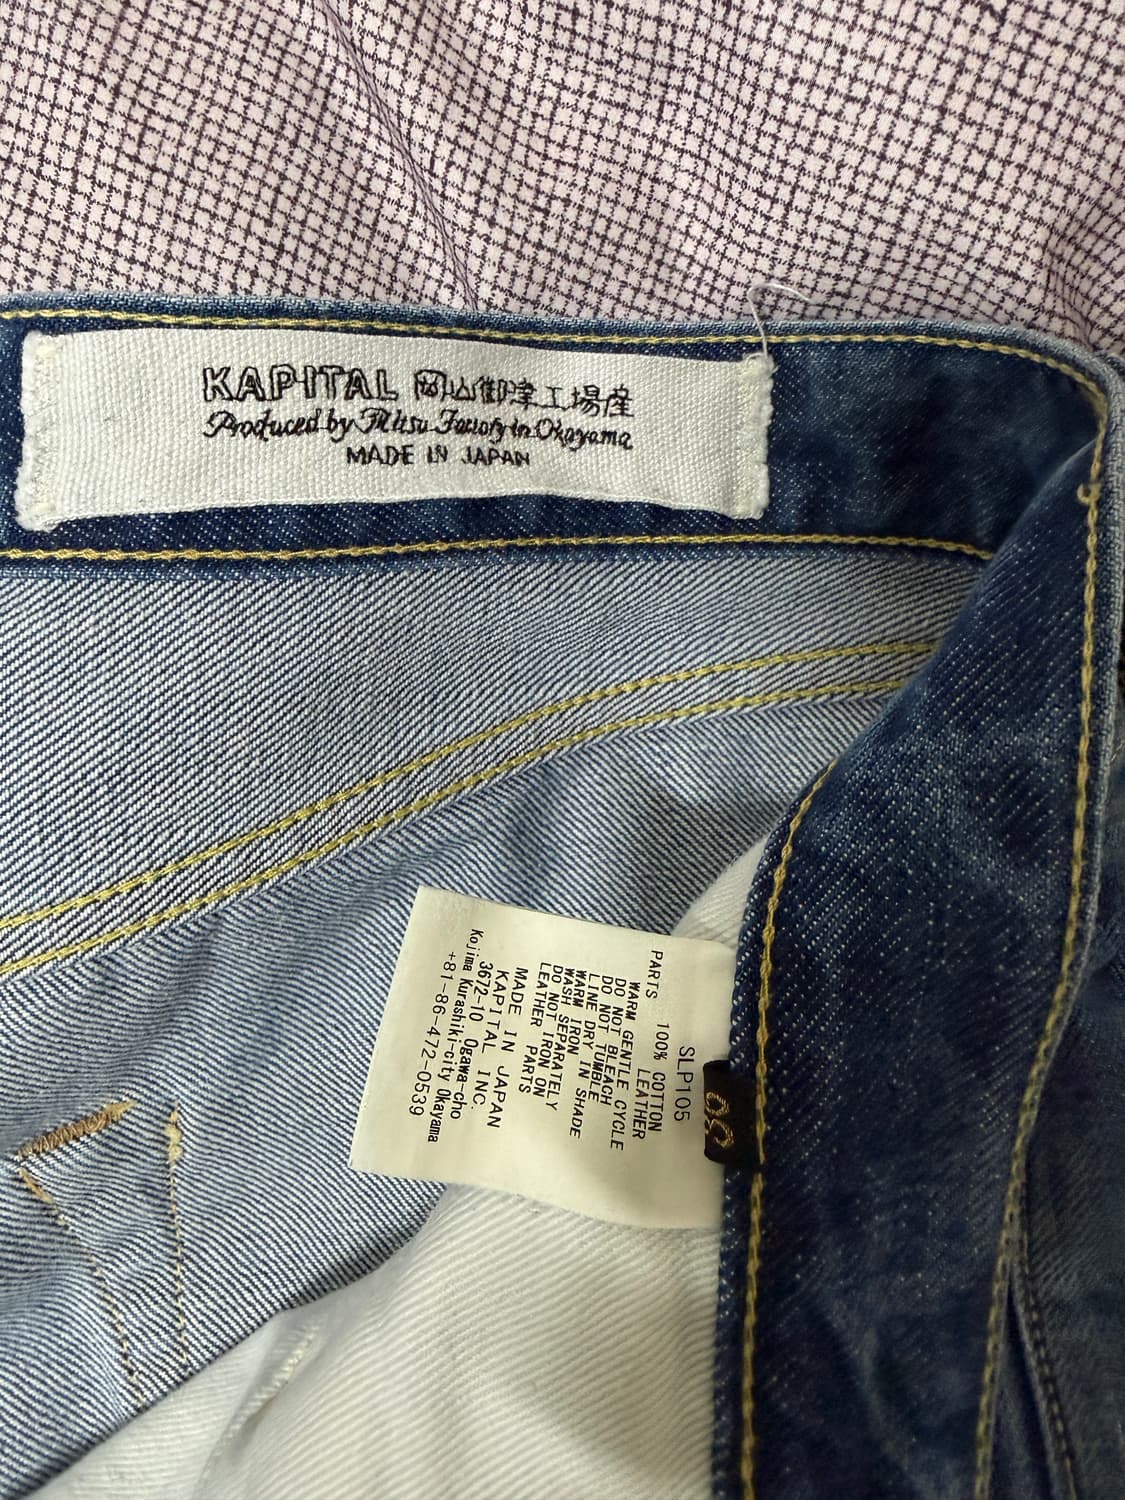 KAPITAL 岡山御津工場産
Produced by Mitsu Factory in Okayama
MADE IN JAPAN
SLP105
100% COTTON
PARTS LEATHER
WARM GENTLE CYCLE
DO NOT BLEACH
DO NOT TUMBLE
LINE DRY IN SHADE
WARM IRON
WASH SEPARATELY
DO NOT IRON ON
LEATHER PARTS
MADE IN JAPAN
KAPITAL INC.
3672-10 Ogawa-cho
Kojima Kurashiki-city Okayama
+81-86-472-0539